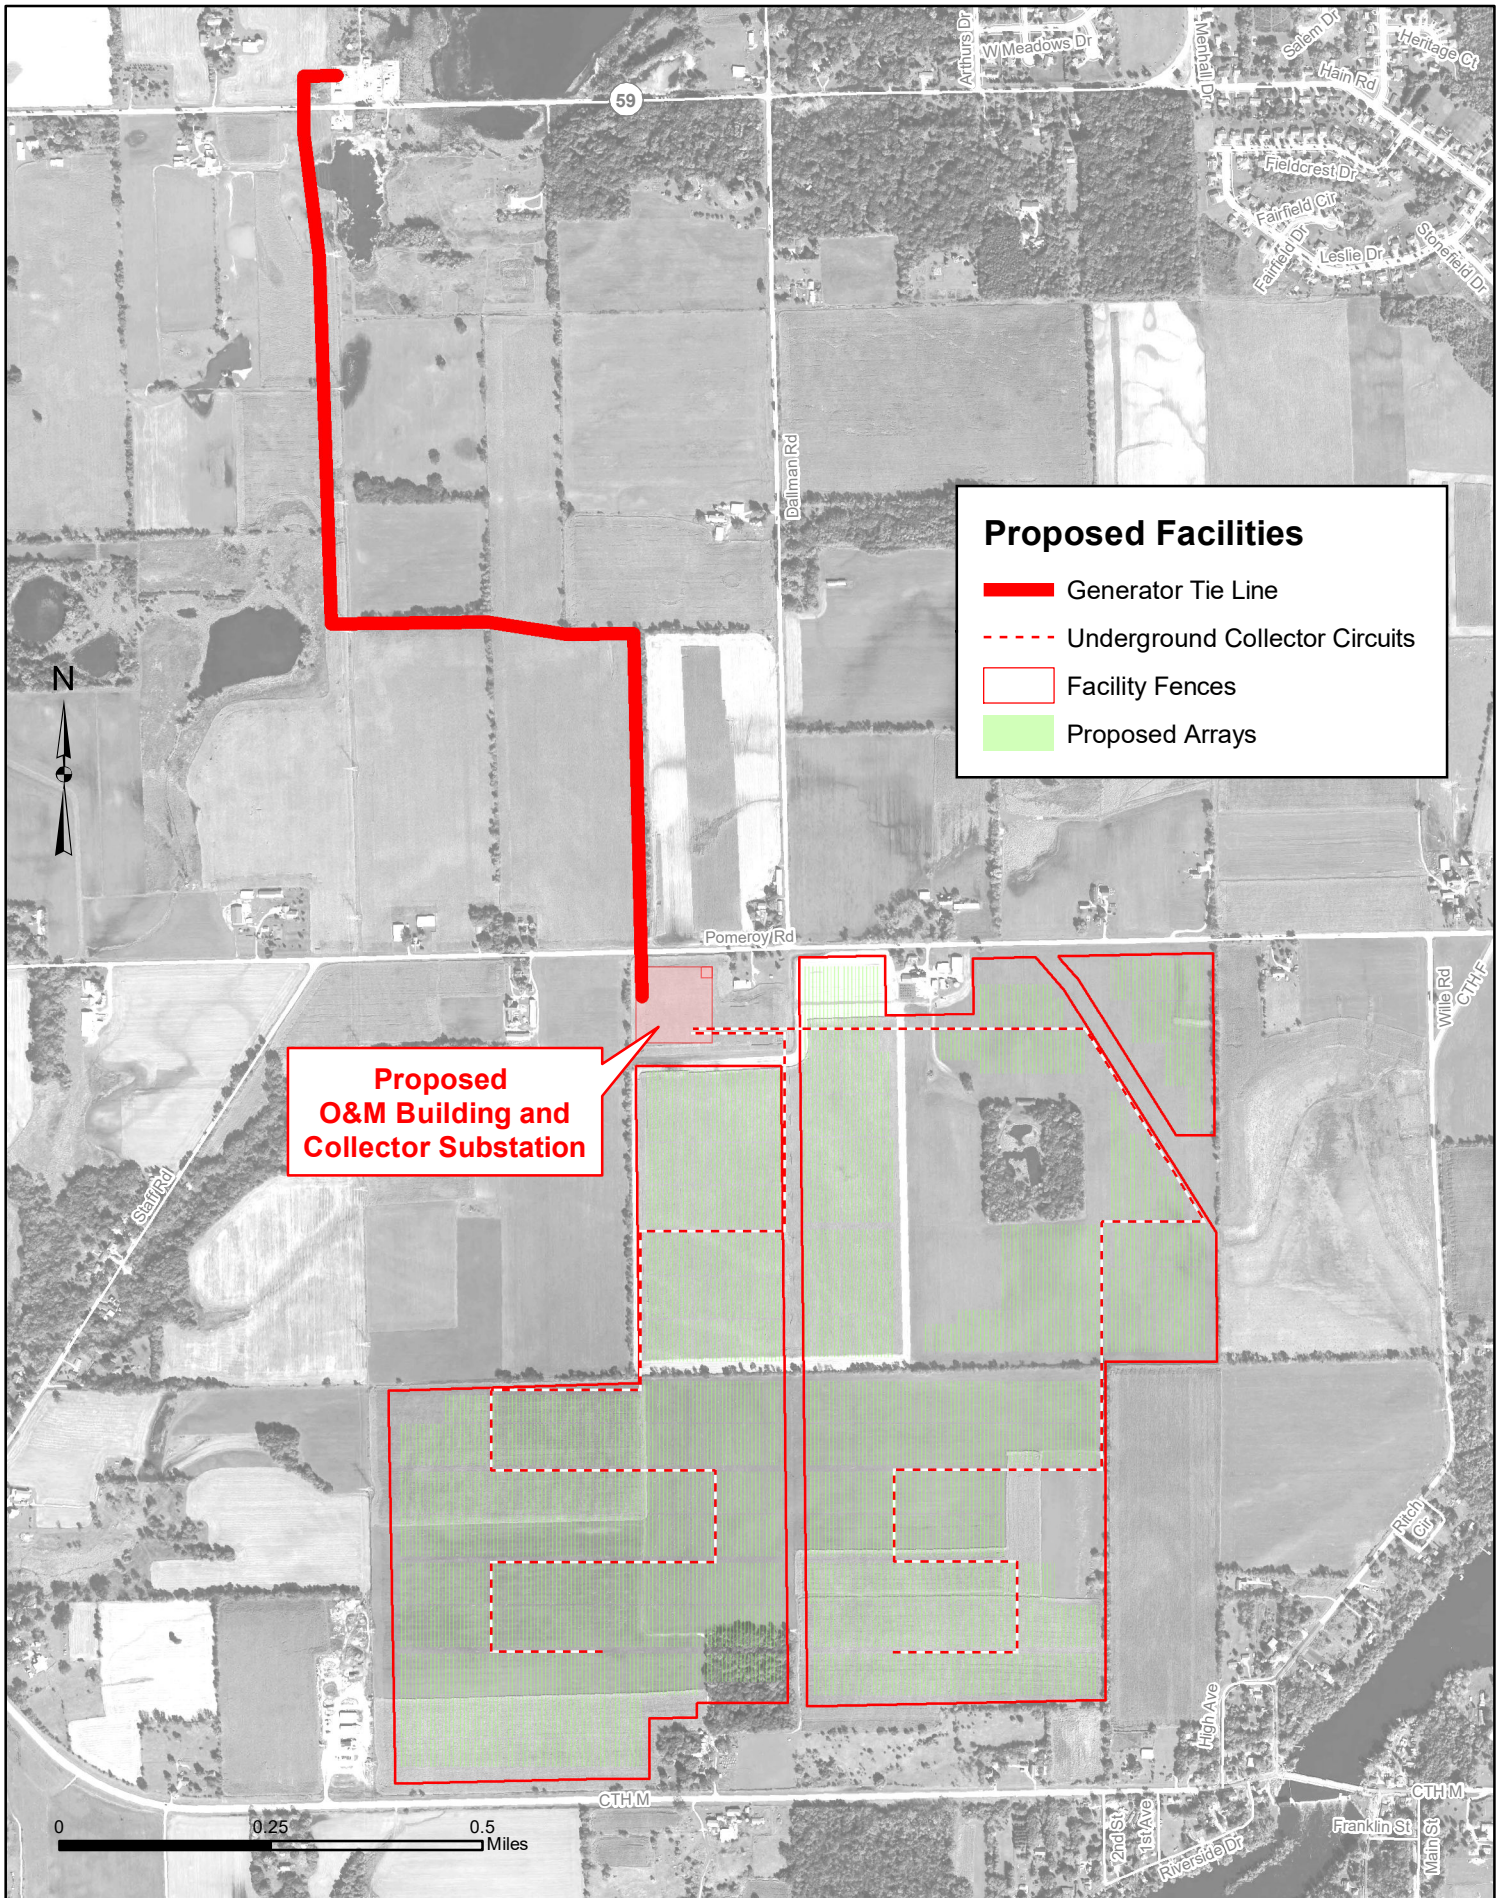 Arthurs Dr
W Meadows Dr
Menhall Dr
Salem Dr
Heritage Ct
Hain Rd
59
Fieldcrest Dr
Fairfield Cir
Fairfield Dr
Leslie Dr
Stonefield Dr
Dallman Rd
Proposed Facilities
Generator Tie Line
Underground Collector Circuits
Facility Fences
Proposed Arrays
N
Pomeroy Rd
Wille Rd
CTH F
Proposed
O&M Building and
Collector Substation
Staff Rd
Ritch
Cir
High Ave
CTH M
CTH M
2nd St
1st Ave
Riverside Dr
Franklin St
Main St
0 0.25 0.5
Miles